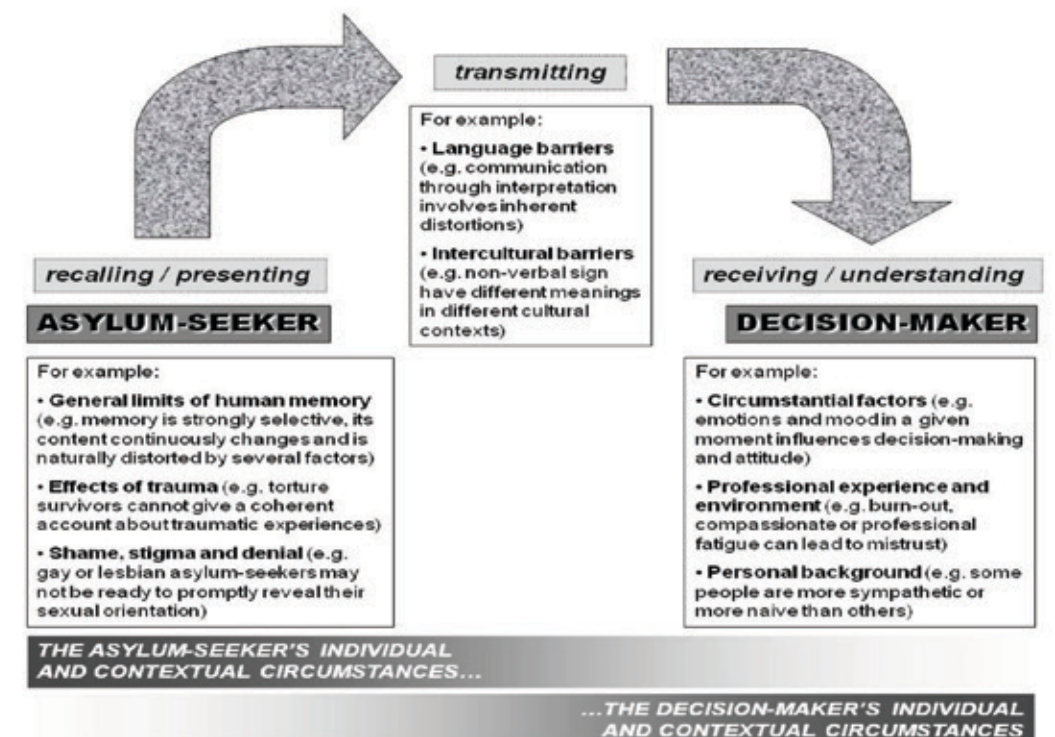 transmitting
For example:
• Language barriers
(e.g. communication
through interpretation
involves inherent
distortions)
• Intercultural barriers
(e.g. non-verbal sign
have different meanings
in different cultural
contexts)
recalling / presenting
ASYLUM-SEEKER
For example:
• General limits of human memory
(e.g. memory is strongly selective, its
content continuously changes and is
naturally distorted by several factors)
• Effects of trauma (e.g. torture
survivors cannot give a coherent
account about traumatic experiences)
• Shame, stigma and denial (e.g.
gay or lesbian asylum-seekers may
not be ready to promptly reveal their
sexual orientation)
receiving / understanding
DECISION-MAKER
For example:
• Circumstantial factors (e.g.
emotions and mood in a given
moment influences decision-making
and attitude)
• Professional experience and
environment (e.g. burn-out,
compassionate or professional
fatigue can lead to mistrust)
• Personal background (e.g. some
people are more sympathetic or
more naive than others)
THE ASYLUM-SEEKER'S INDIVIDUAL
AND CONTEXTUAL CIRCUMSTANCES...
...THE DECISION-MAKER'S INDIVIDUAL
AND CONTEXTUAL CIRCUMSTANCES